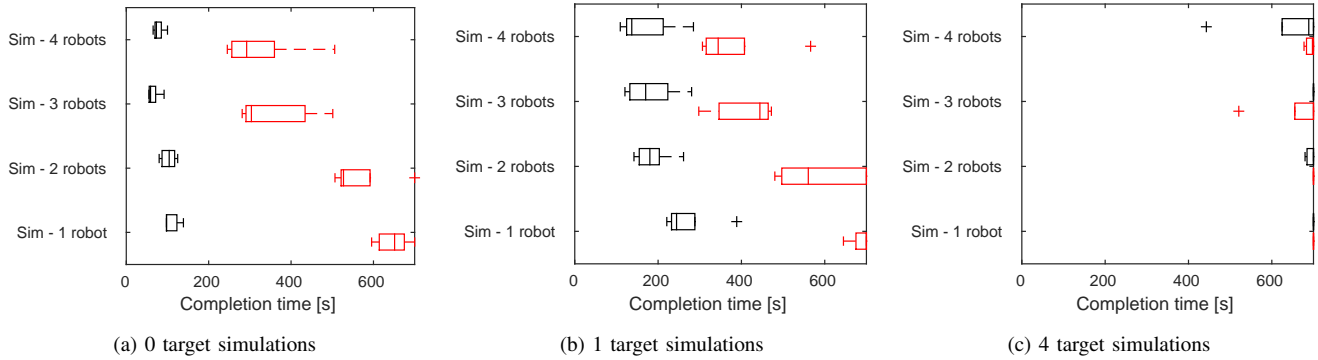 Sim - 4 robots
Sim - 3 robots
Sim - 2 robots
Sim - 1 robot
0 200 400 600
Completion time [s]
(a) 0 target simulations
Sim - 4 robots
Sim - 3 robots
Sim - 2 robots
Sim - 1 robot
0 200 400 600
Completion time [s]
(b) 1 target simulations
Sim - 4 robots
Sim - 3 robots
Sim - 2 robots
Sim - 1 robot
0 200 400 600
Completion time [s]
(c) 4 target simulations